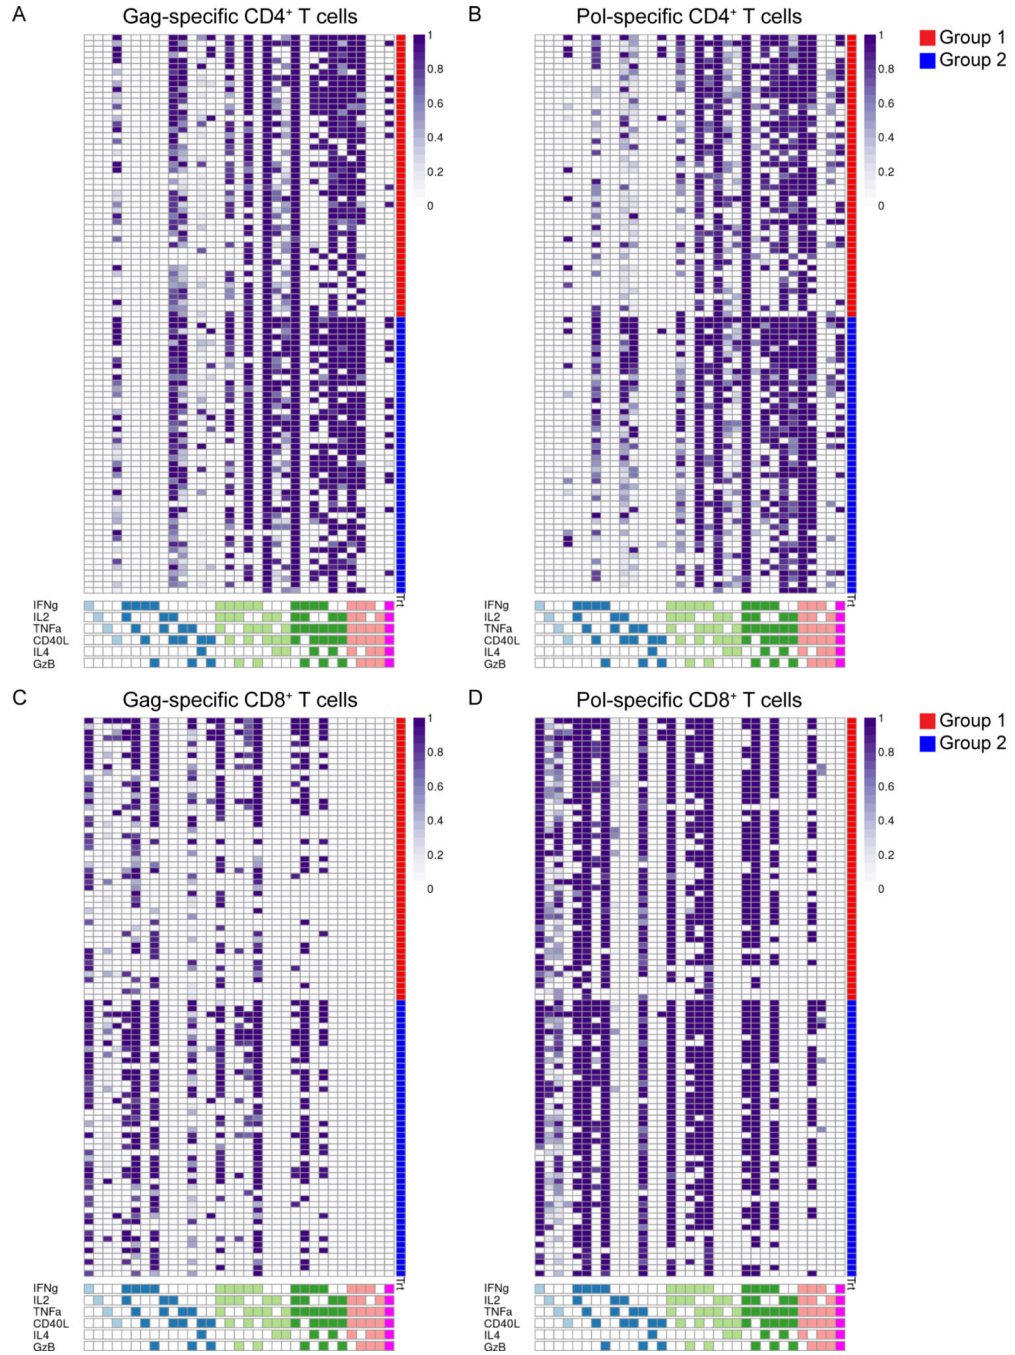 A
Gag-specific CD4⁺ T cells
1
0.8
0.6
0.4
0.2
0
Trt
IFNg
IL2
TNFa
CD40L
IL4
GzB
B
Pol-specific CD4⁺ T cells
1
0.8
0.6
0.4
0.2
0
Group 1
Group 2
Trt
IFNg
IL2
TNFa
CD40L
IL4
GzB
C
Gag-specific CD8⁺ T cells
1
0.8
0.6
0.4
0.2
0
Trt
IFNg
IL2
TNFa
CD40L
IL4
GzB
D
Pol-specific CD8⁺ T cells
1
0.8
0.6
0.4
0.2
0
Group 1
Group 2
Trt
IFNg
IL2
TNFa
CD40L
IL4
GzB